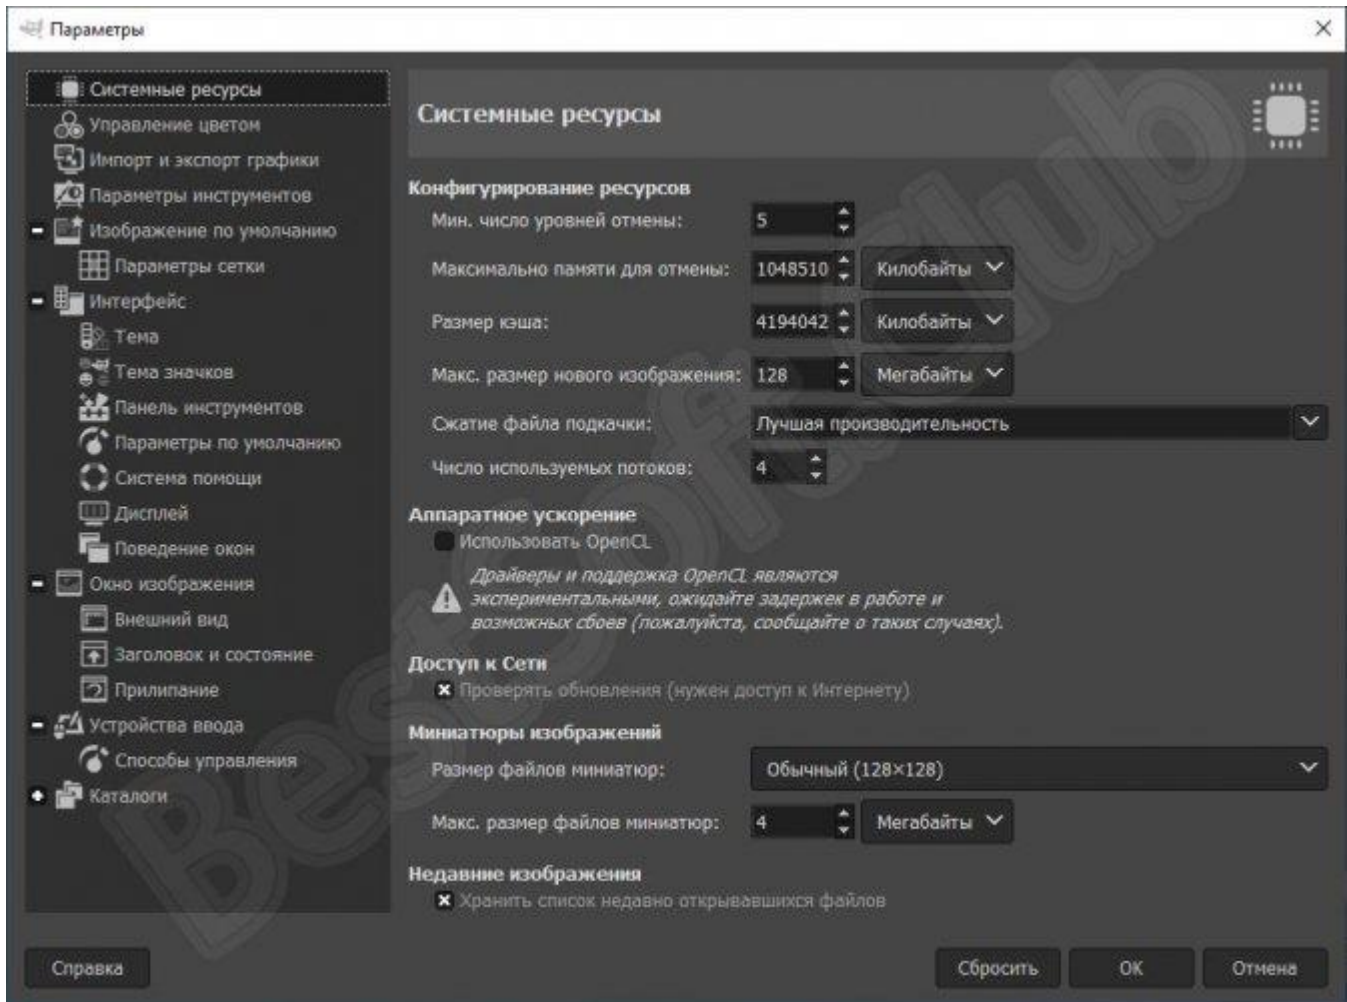 Параметры
Системные ресурсы
Управление цветом
Импорт и экспорт графики
Параметры инструментов
Изображение по умолчанию
Параметры сетки
Интерфейс
Тема
Тема значков
Панель инструментов
Параметры по умолчанию
Система помощи
Дисплей
Поведение окон
Окно изображения
Внешний вид
Заголовок и состояние
Прилипание
Устройства ввода
Способы управления
Каталоги
Системные ресурсы
Конфигурирование ресурсов
Мин. число уровней отмены: 5
Максимально памяти для отмены: 1048510 Килобайты
Размер кэша: 4194042 Килобайты
Макс. размер нового изображения: 128 Мегабайты
Сжатие файла подкачки: Лучшая производительность
Число используемых потоков: 4
Аппаратное ускорение
Использовать OpenCL
Драйверы и поддержка OpenCL являются
экспериментальными, ожидайте задержек в работе и
возможных сбоев (пожалуйста, сообщайте о таких случаях).
Доступ к Сети
Проверять обновления (нужен доступ к Интернету)
Миниатюры изображений
Размер файлов миниатюр: Обычный (128×128)
Макс. размер файлов миниатюр: 4 Мегабайты
Недавние изображения
Хранить список недавно открывавшихся файлов
Справка
Сбросить
ОК
Отмена
BestSoft.Club